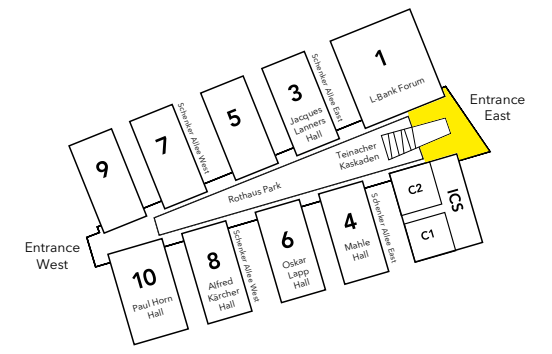 1
L-Bank Forum
Entrance
East
Schenker Allee East
3
Jacques
Lanners
Hall
5
Schenker Allee West
7
9
Teinacher
Kaskaden
Rothaus Park
C2
ICS
C1
Schenker Allee East
4
Mahle
Hall
6
Oskar
Lapp
Hall
Schenker Allee West
8
Alfred
Kärcher
Hall
Entrance
West
10
Paul Horn
Hall